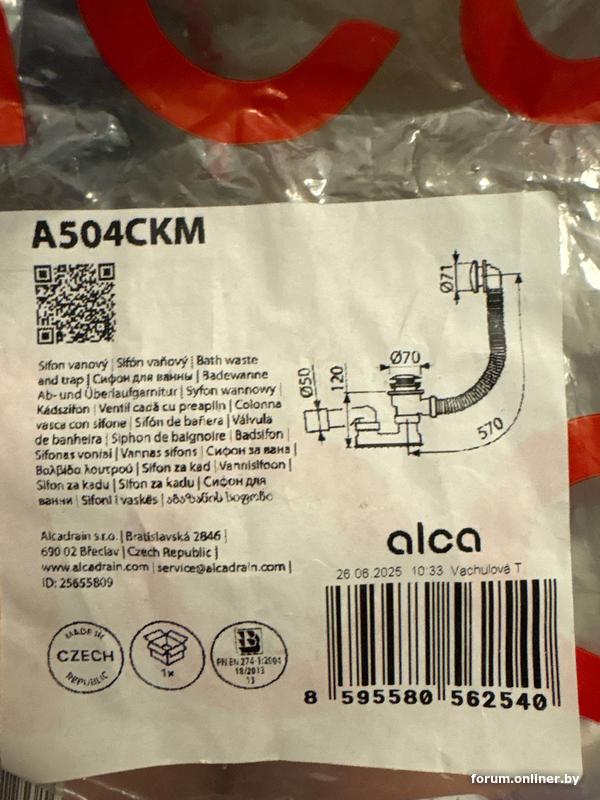 A504CKM
Ø71
Ø70
Ø50
120
570
Sifon vanový | Sifón vaňový | Bath waste
and trap | Сифон для ванны | Badewanne
Ab- und Überlaufgarnitur | Syfon wannowy
Kádszifon | Ventil cadă cu preaplin | Colonna
vasca con sifone | Sifón de bañera | Válvula
de banheira | Siphon de baignoire | Badsifon |
Sifonas voniai | Vannas sifons | Сифон за вана |
Βαλβίδα λουτρού | Sifon za kad | Vannisifoon |
Sifon za kadu | Sifon za kadu | Сифон для
ванни | Sifoni i vaskës | აბაზანის სიფონი
Alcadrain s.r.o. | Bratislavská 2846 |
690 02 Břeclav | Czech Republic |
www.alcadrain.com | service@alcadrain.com |
ID: 25655809
alca
26.06.2025 10:33 Vachulová T
MADE IN
CZECH
REPUBLIC
1x
B
PN EN 274-1:2004
18/2013
13
8 595580 562540
forum.onliner.by